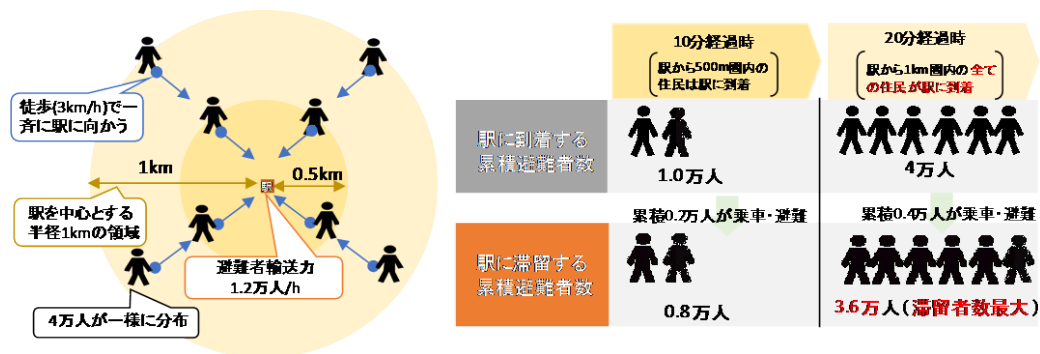 徒歩(3km/h)で一
斉に駅に向かう
1km
0.5km
駅
駅を中心とする
半径1kmの領域
避難者輸送力
1.2万人/h
4万人が一様に分布
10分経過時
駅から500m圏内の
住民は駅に到着
20分経過時
駅から1km圏内の全て
の住民が駅に到着
駅に到着する
累積避難者数
1.0万人
4万人
累積0.2万人が乗車・避難
累積0.4万人が乗車・避難
駅に滞留する
累積避難者数
0.8万人
3.6万人(滞留者数最大)